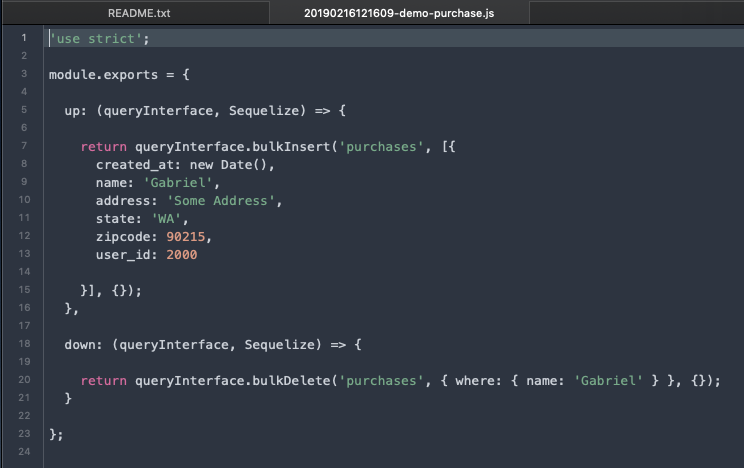 README.txt 20190216121609-demo-purchase.js
1 'use strict';
2
3 module.exports = {
4
5 up: (queryInterface, Sequelize) => {
6
7 return queryInterface.bulkInsert('purchases', [{
8 created_at: new Date(),
9 name: 'Gabriel',
10 address: 'Some Address',
11 state: 'WA',
12 zipcode: 90215,
13 user_id: 2000
14
15 }], {});
16 },
17
18 down: (queryInterface, Sequelize) => {
19
20 return queryInterface.bulkDelete('purchases', { where: { name: 'Gabriel' } }, {});
21 }
22
23 };
24